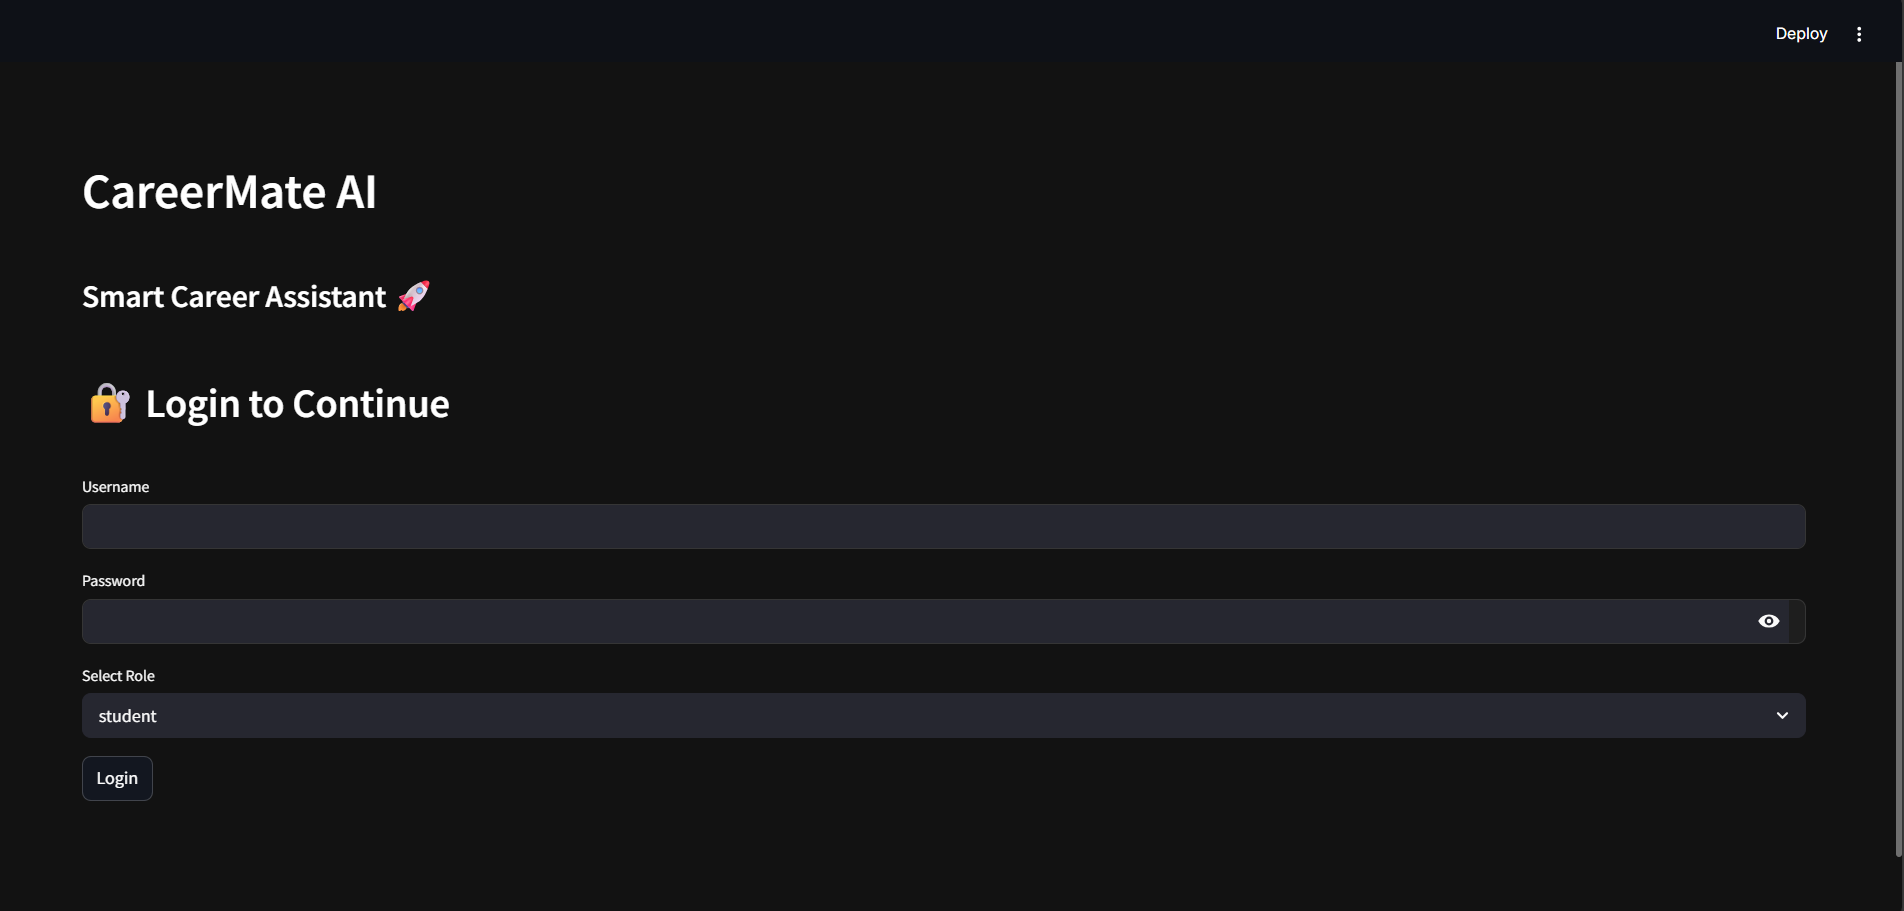 Deploy
CareerMate AI
Smart Career Assistant 🚀
🔐 Login to Continue
Username
Password
Select Role
student
Login